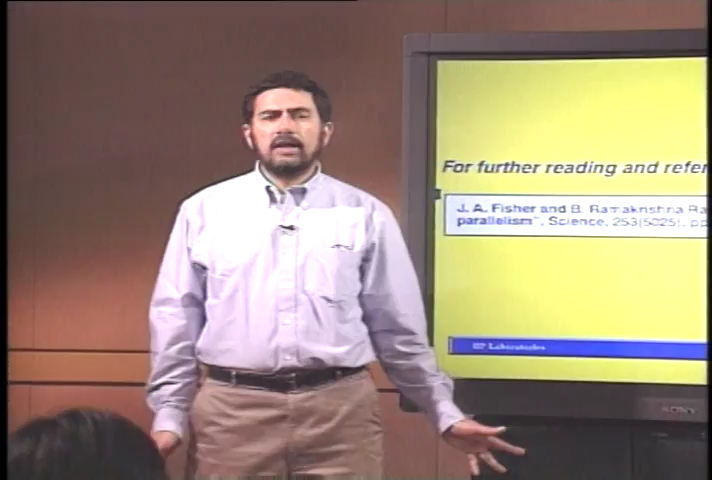 For further reading and refer
J. A. Fisher and B. Ramakrishna Ra
parallelism", Science, 253(5025), pp
HP Laboratories
SONY